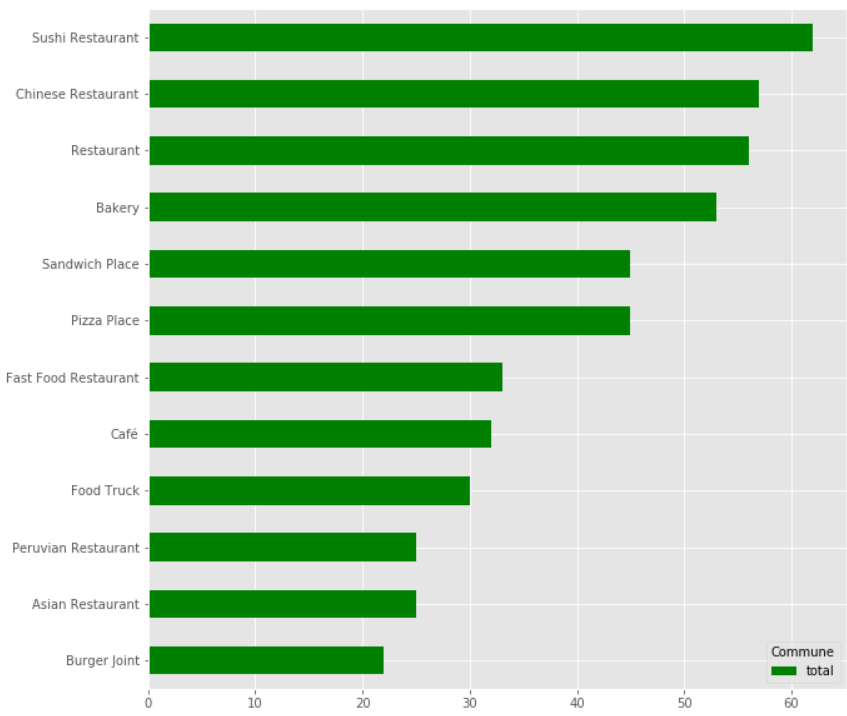 Sushi Restaurant
Chinese Restaurant
Restaurant
Bakery
Sandwich Place
Pizza Place
Fast Food Restaurant
Café
Food Truck
Peruvian Restaurant
Asian Restaurant
Burger Joint
Commune
total
0 10 20 30 40 50 60